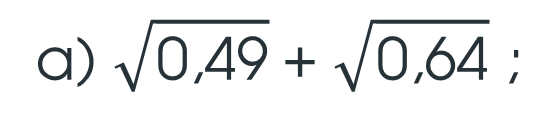 a) √0,49 + √0,64 ;